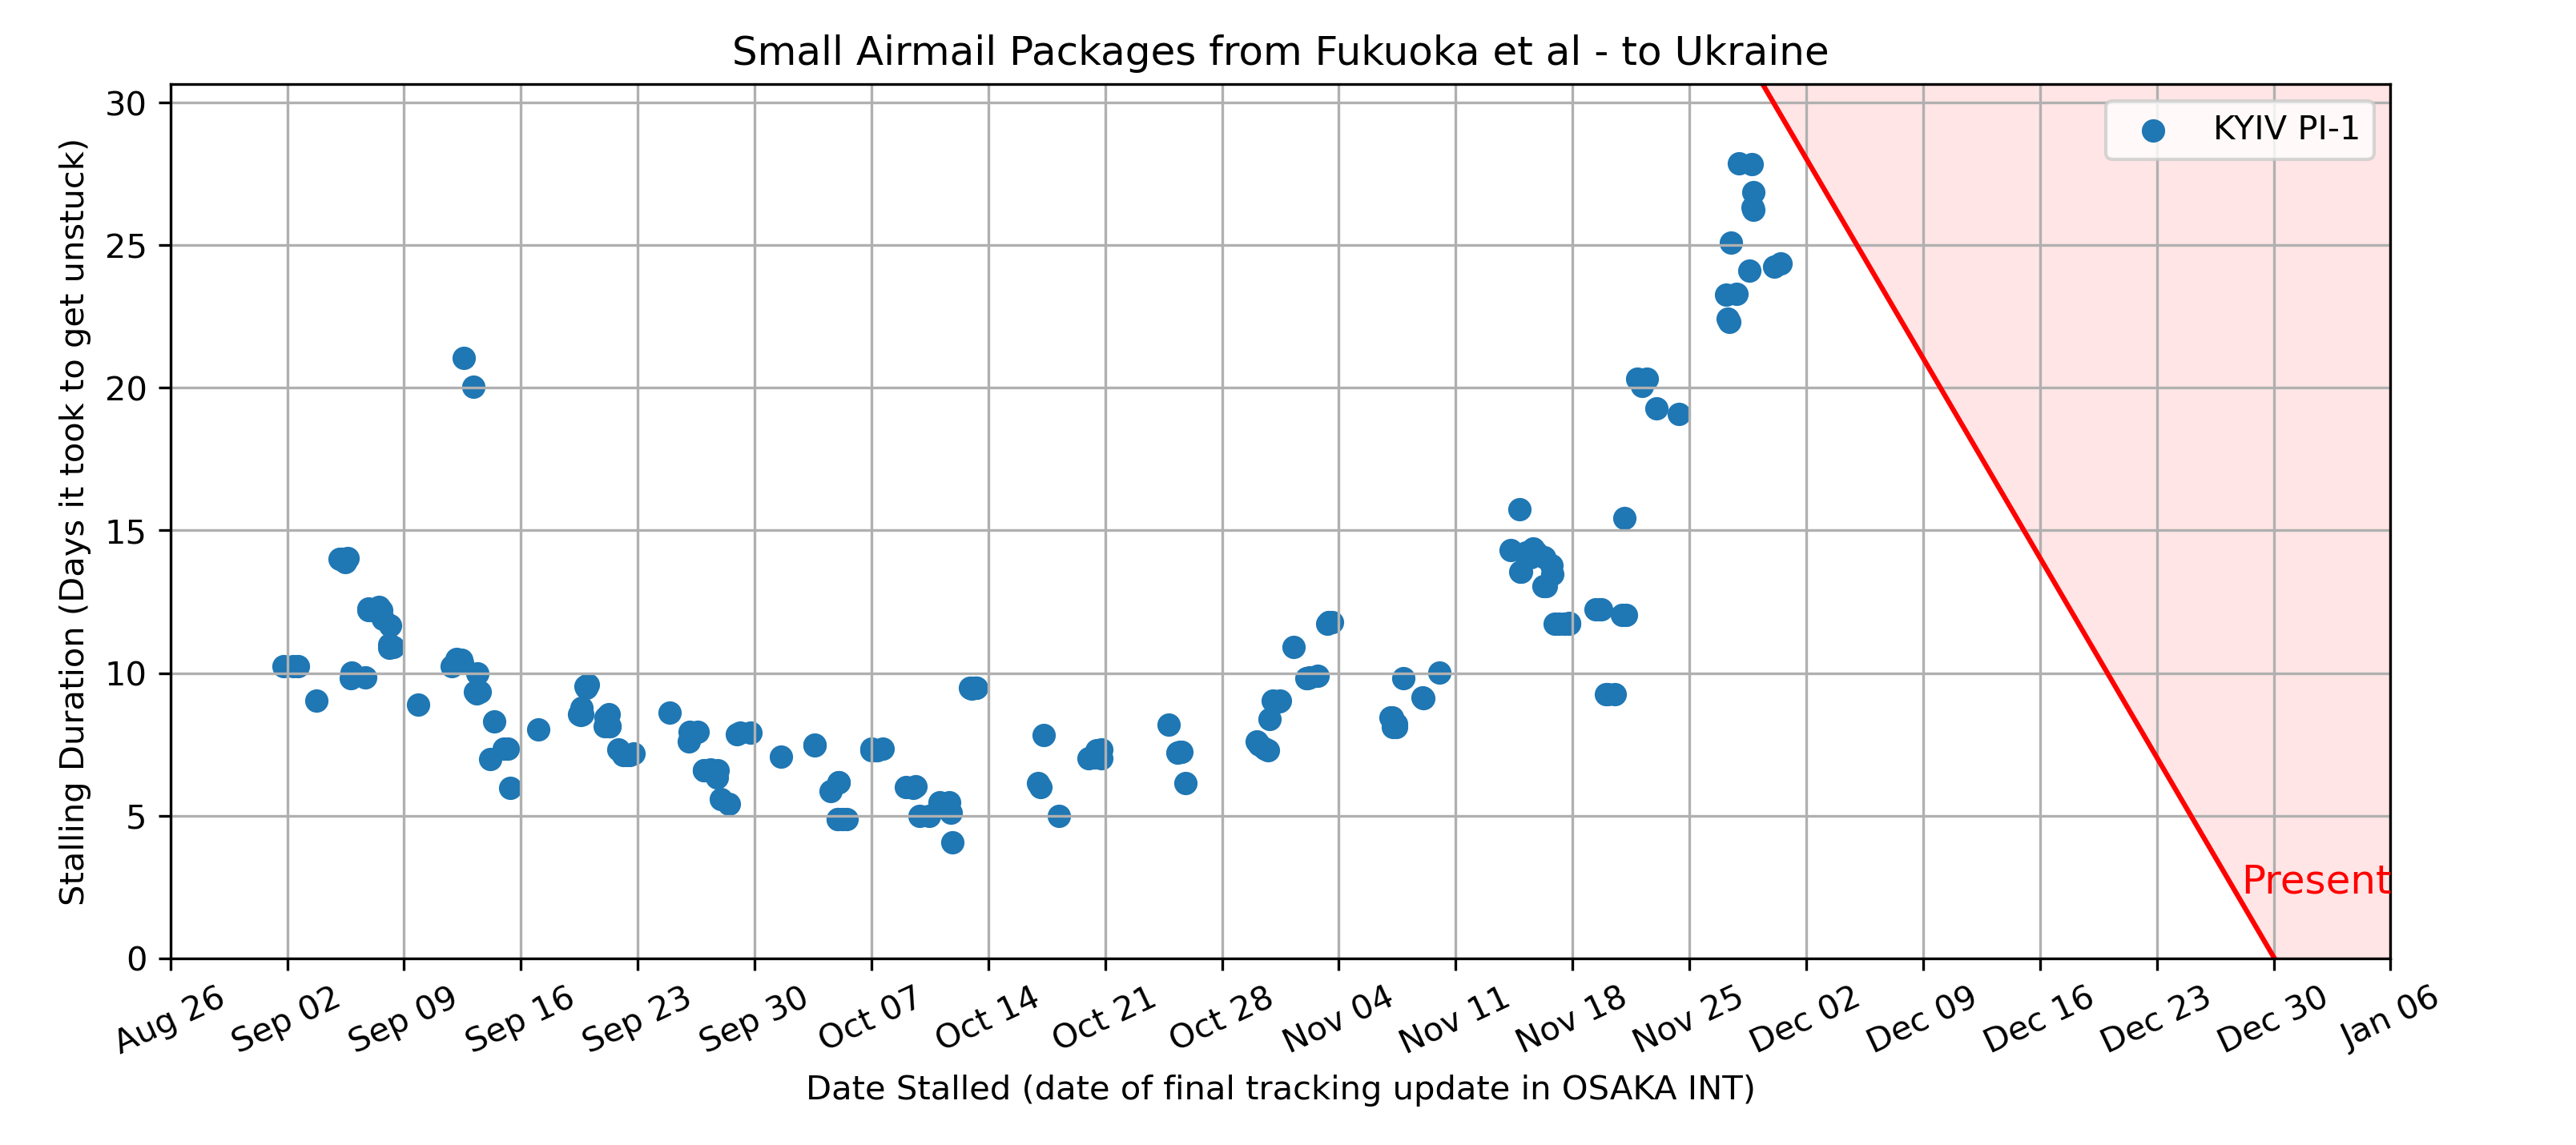 Small Airmail Packages from Fukuoka et al - to Ukraine
Stalling Duration (Days it took to get unstuck)
30
25
20
15
10
5
0
KYIV PI-1
Present
Aug 26
Sep 02
Sep 09
Sep 16
Sep 23
Sep 30
Oct 07
Oct 14
Oct 21
Oct 28
Nov 04
Nov 11
Nov 18
Nov 25
Dec 02
Dec 09
Dec 16
Dec 23
Dec 30
Jan 06
Date Stalled (date of final tracking update in OSAKA INT)